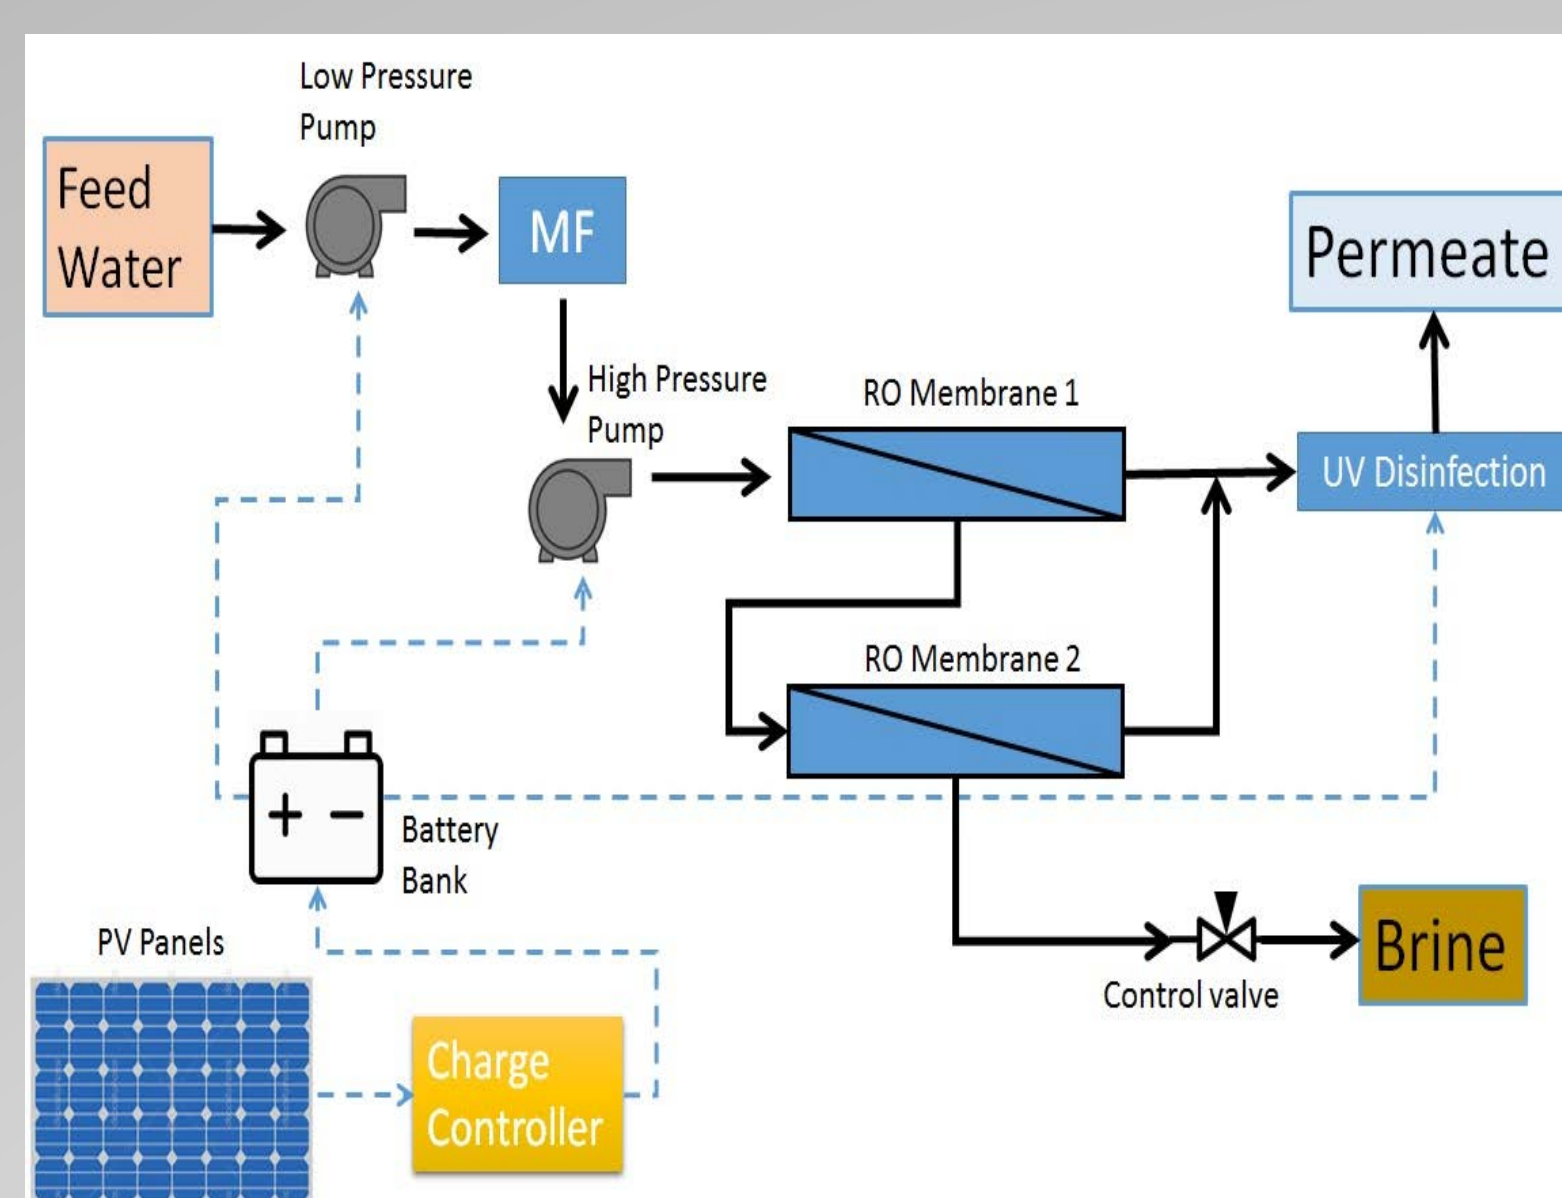 Low Pressure
Pump
Feed
Water
MF
Permeate
High Pressure
Pump
RO Membrane 1
UV Disinfection
RO Membrane 2
+ −
Battery
Bank
PV Panels
Brine
Control valve
Charge
Controller